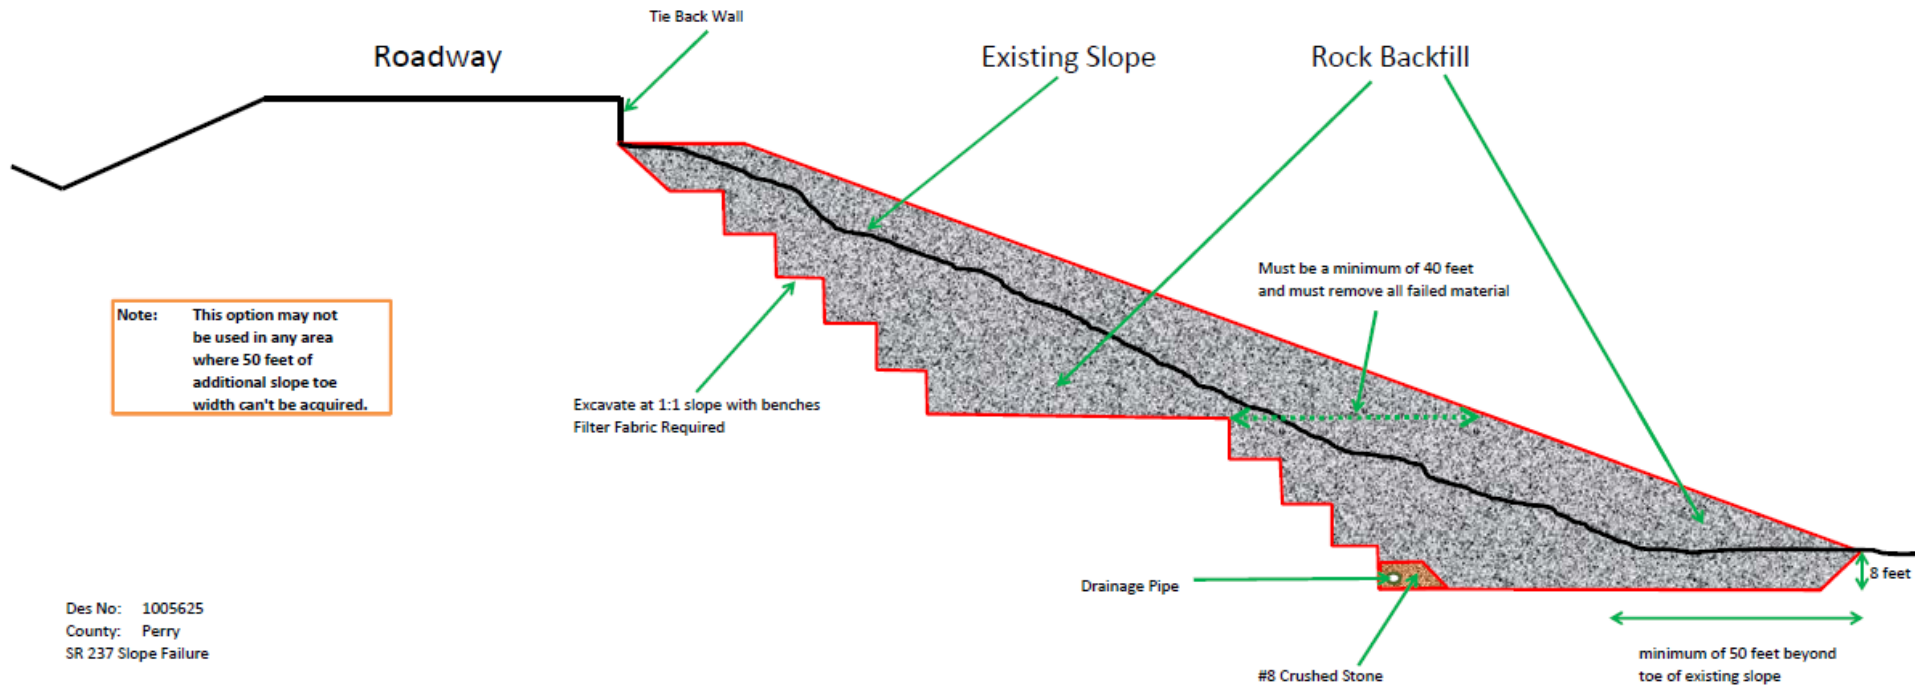 Tie Back Wall
Roadway
Existing Slope
Rock Backfill
Must be a minimum of 40 feet
and must remove all failed material
Note: This option may not
be used in any area
where 50 feet of
additional slope toe
width can't be acquired.
Excavate at 1:1 slope with benches
Filter Fabric Required
Drainage Pipe
8 feet
Des No: 1005625
County: Perry
SR 237 Slope Failure
#8 Crushed Stone
minimum of 50 feet beyond
toe of existing slope